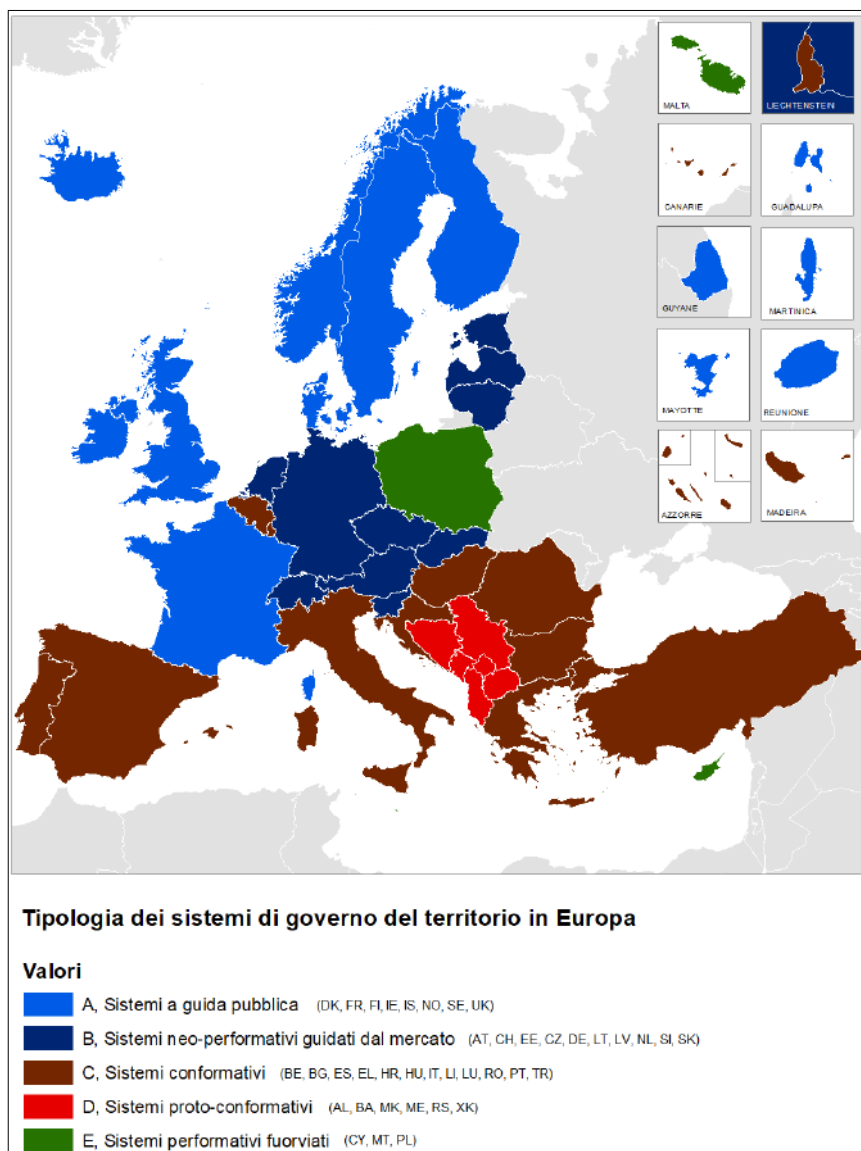 MALTA
LIECHTENSTEIN
CANARIE
GUADALUPA
GUYANE
MARTINICA
MAYOTTE
REUNIONE
AZZORRE
MADEIRA
Tipologia dei sistemi di governo del territorio in Europa
Valori
A, Sistemi a guida pubblica (DK, FR, FI, IE, IS, NO, SE, UK)
B, Sistemi neo-performativi guidati dal mercato (AT, CH, EE, CZ, DE, LT, LV, NL, SI, SK)
C, Sistemi conformativi (BE, BG, ES, EL, HR, HU, IT, LI, LU, RO, PT, TR)
D, Sistemi proto-conformativi (AL, BA, MK, ME, RS, XK)
E, Sistemi performativi fuorviati (CY, MT, PL)